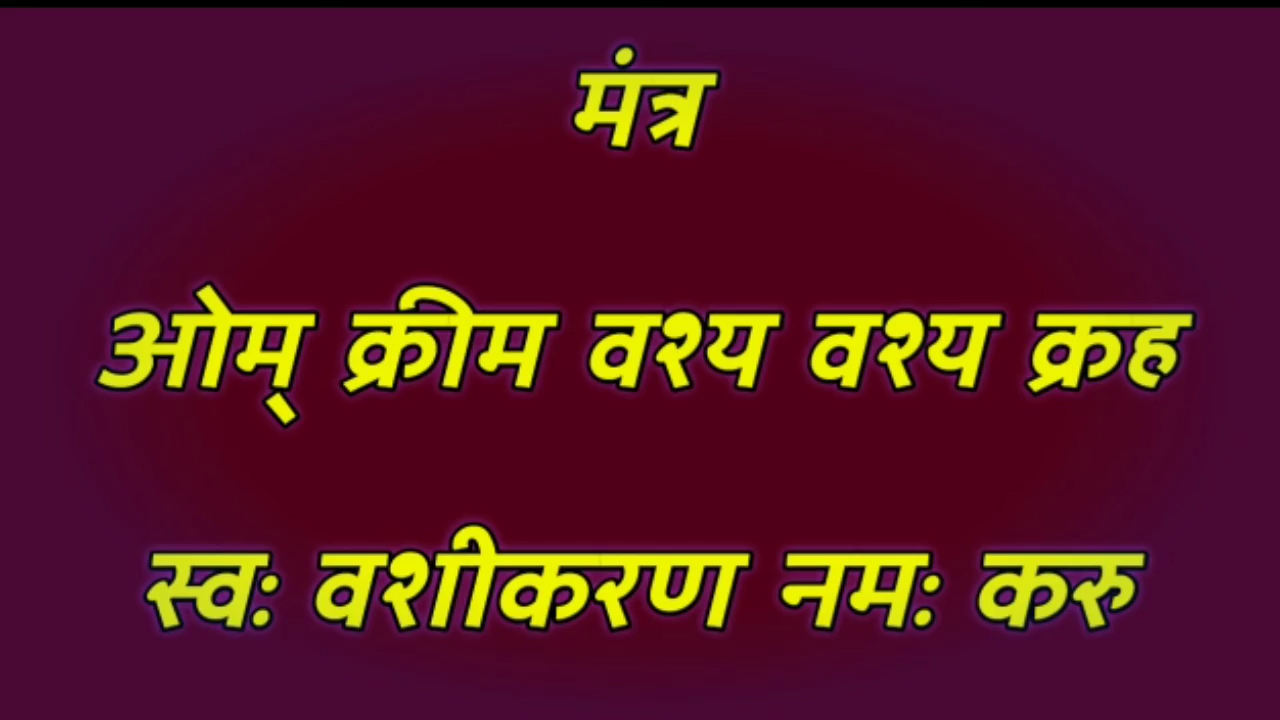 मंत्र
ओम् क्रीम वश्य वश्य क्रह
स्व: वशीकरण नम: करु